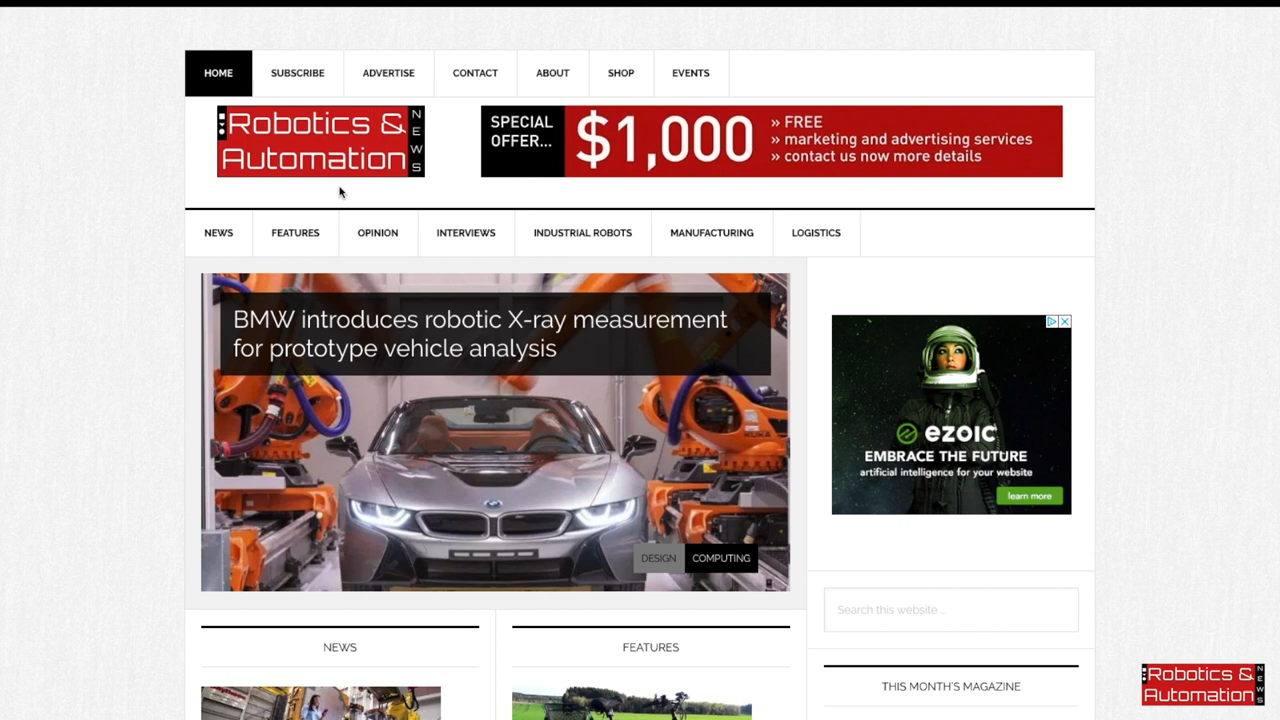 HOME
SUBSCRIBE
ADVERTISE
CONTACT
ABOUT
SHOP
EVENTS
Robotics &
Automation
NEWS
SPECIAL
OFFER...
$1,000
» FREE
» marketing and advertising services
» contact us now more details
NEWS
FEATURES
OPINION
INTERVIEWS
INDUSTRIAL ROBOTS
MANUFACTURING
LOGISTICS
BMW introduces robotic X-ray measurement
for prototype vehicle analysis
KUKA
DESIGN
COMPUTING
ezoic
EMBRACE THE FUTURE
artificial intelligence for your website
learn more
Search this website ...
NEWS
FEATURES
THIS MONTH'S MAGAZINE
Robotics &
Automation
NEWS